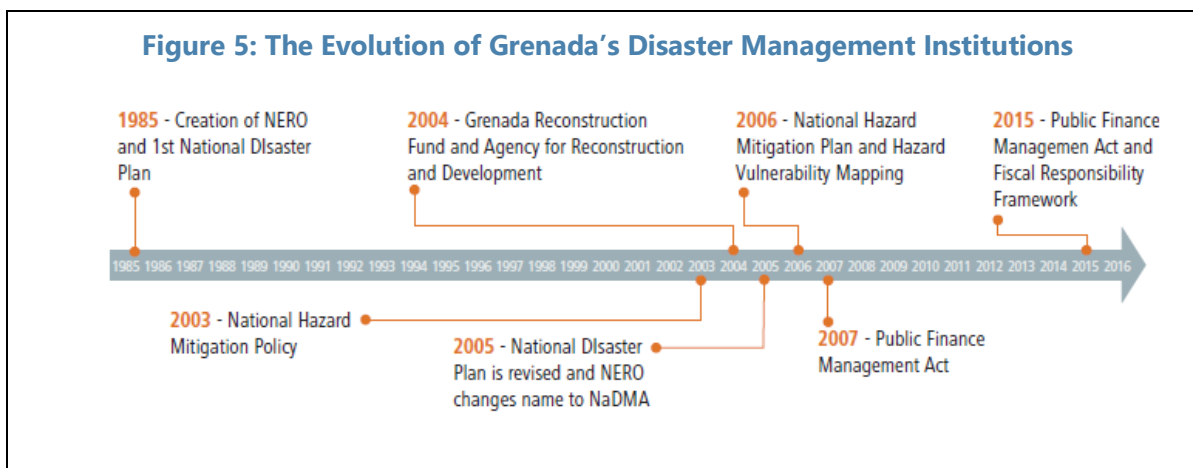 Figure 5: The Evolution of Grenada’s Disaster Management Institutions
1985 - Creation of NERO
and 1st National DIsaster
Plan
2004 - Grenada Reconstruction
Fund and Agency for Reconstruction
and Development
2006 - National Hazard
Mitigation Plan and Hazard
Vulnerability Mapping
2015 - Public Finance
Managemen Act and
Fiscal Responsibility
Framework
1985 1986 1987 1988 1989 1990 1991 1992 1993 1994 1995 1996 1997 1998 1999 2000 2001 2002 2003 2004 2005 2006 2007 2008 2009 2010 2011 2012 2013 2014 2015 2016
2003 - National Hazard
Mitigation Policy
2005 - National DIsaster
Plan is revised and NERO
changes name to NaDMA
2007 - Public Finance
Management Act